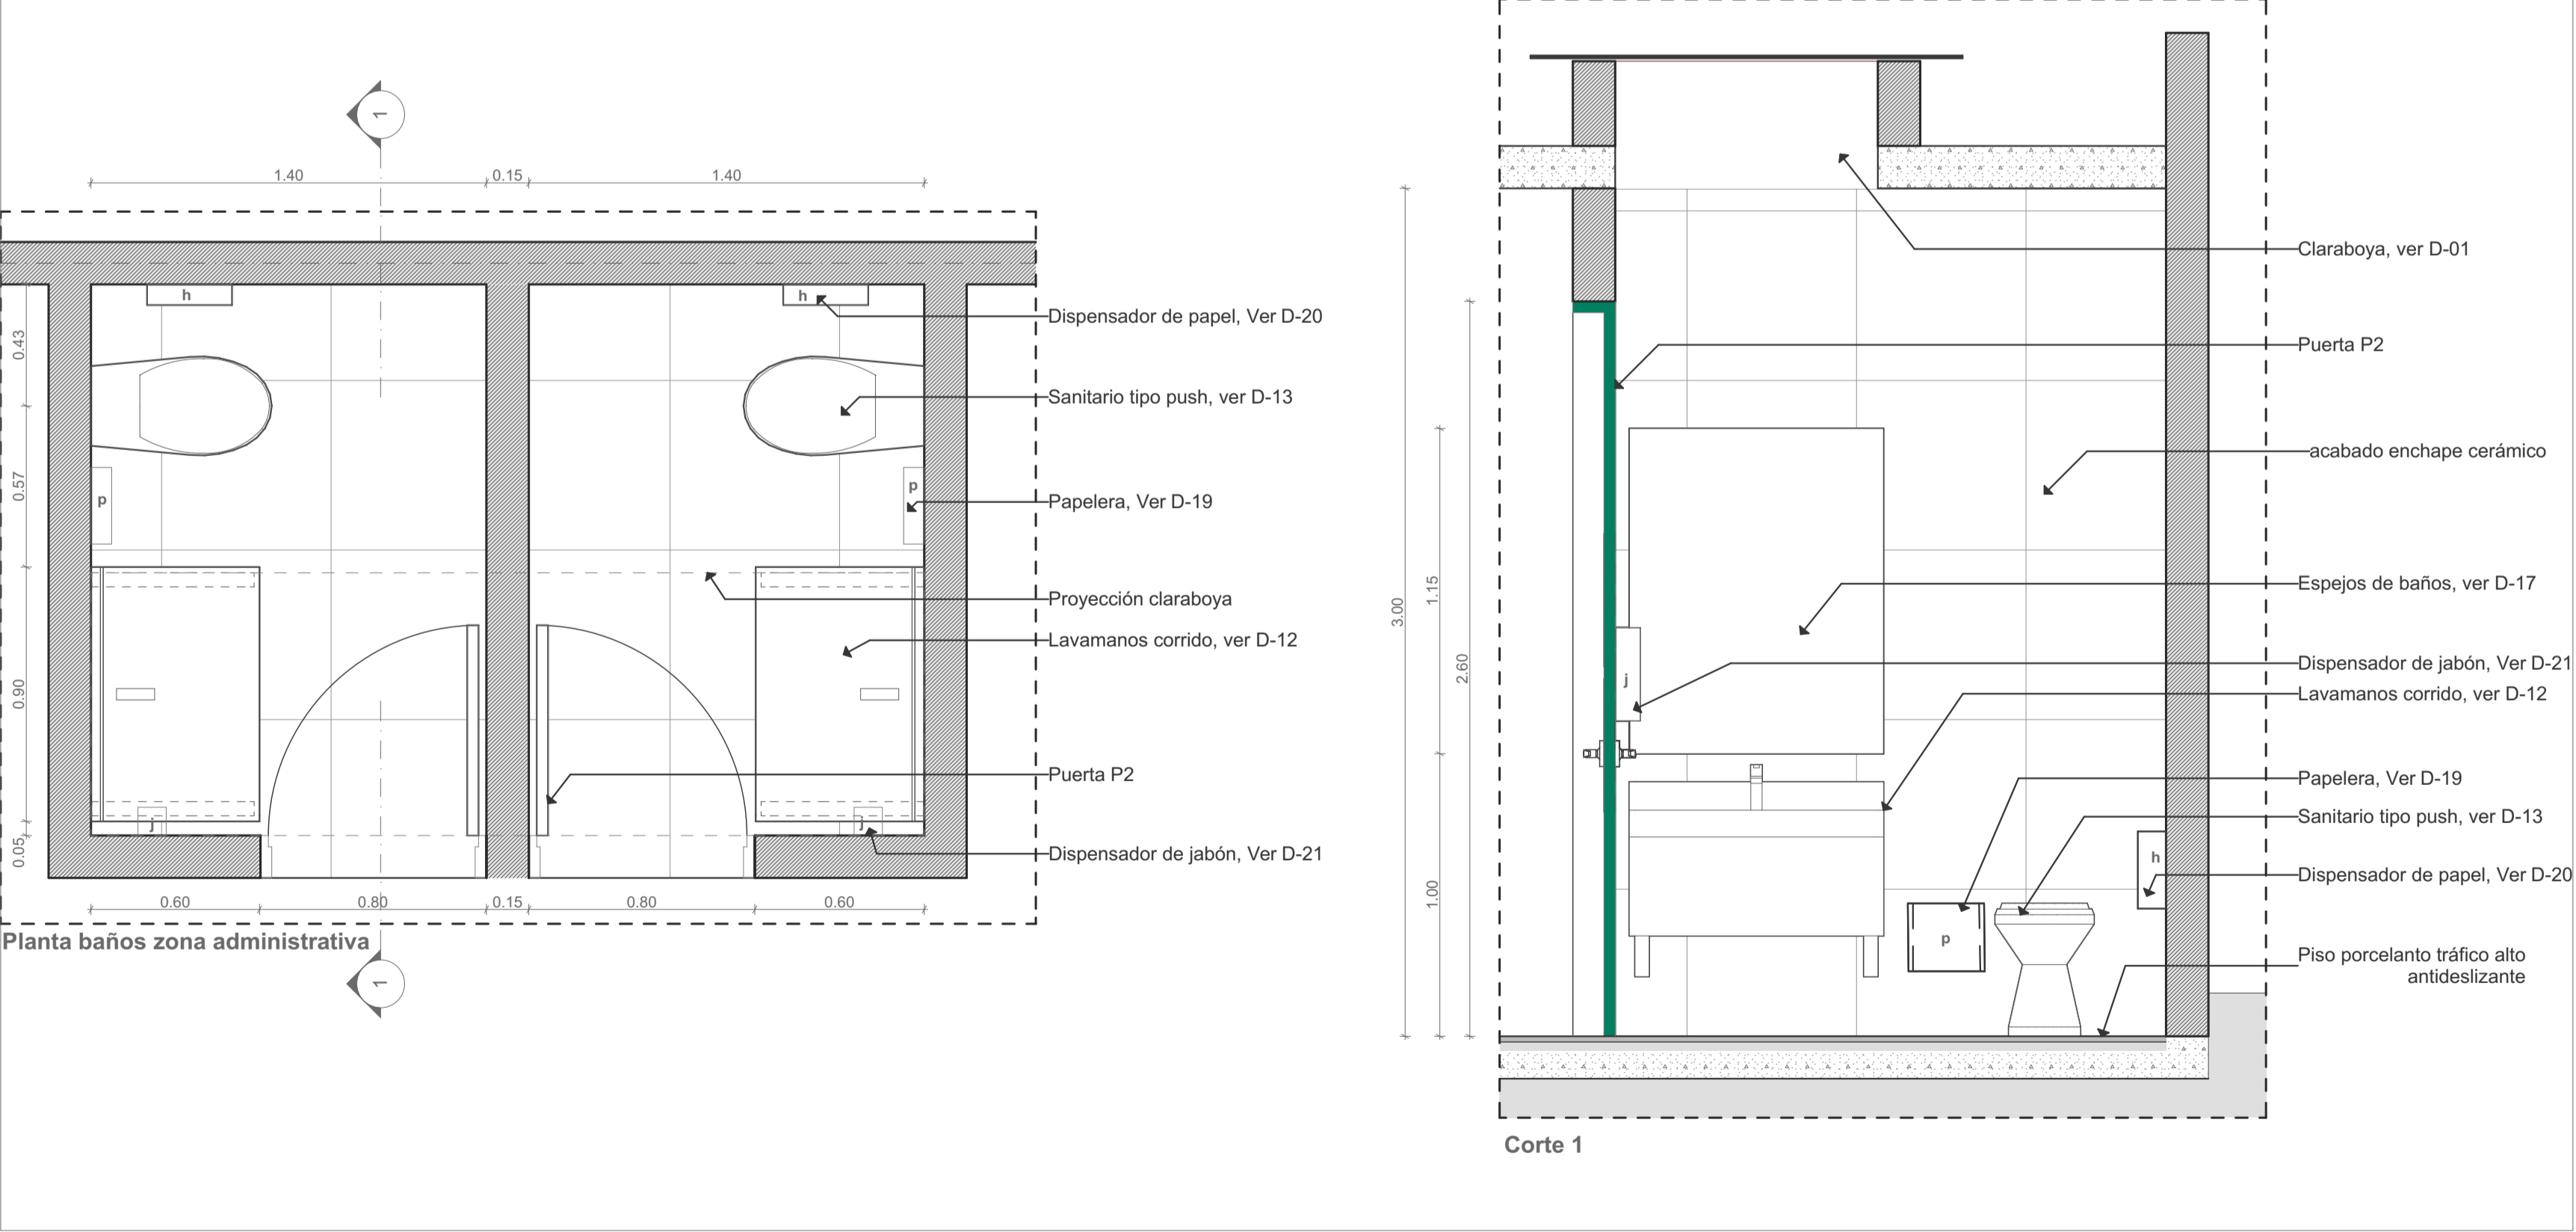 1
1.40
0.15
1.40
h
h
Dispensador de papel, Ver D-20
0.43
Sanitario tipo push, ver D-13
0.57
p
p
Papelera, Ver D-19
Proyección claraboya
Lavamanos corrido, ver D-12
0.90
Puerta P2
j
j
0.05
Dispensador de jabón, Ver D-21
0.60
0.80
0.15
0.80
0.60
Planta baños zona administrativa
1
Claraboya, ver D-01
Puerta P2
acabado enchape cerámico
Espejos de baños, ver D-17
3.00
1.15
2.60
j
Dispensador de jabón, Ver D-21
Lavamanos corrido, ver D-12
Papelera, Ver D-19
Sanitario tipo push, ver D-13
h
Dispensador de papel, Ver D-20
1.00
p
Piso porcelanto tráfico alto
antideslizante
Corte 1